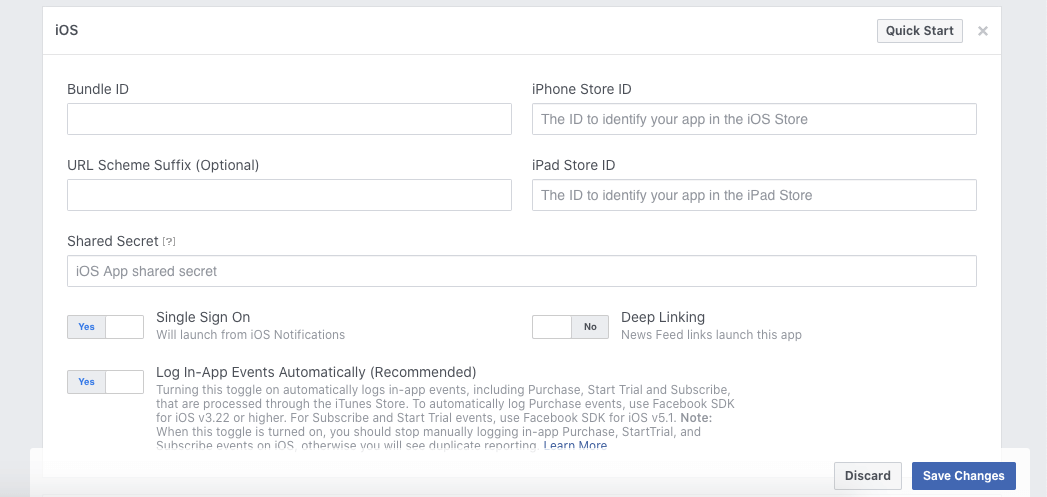 iOS
Quick Start
×
Bundle ID
iPhone Store ID
The ID to identify your app in the iOS Store
URL Scheme Suffix (Optional)
iPad Store ID
The ID to identify your app in the iPad Store
Shared Secret [?]
iOS App shared secret
Yes
Single Sign On
Will launch from iOS Notifications
No
Deep Linking
News Feed links launch this app
Yes
Log In-App Events Automatically (Recommended)
Turning this toggle on automatically logs in-app events, including Purchase, Start Trial and Subscribe,
that are processed through the iTunes Store. To automatically log Purchase events, use Facebook SDK
for iOS v3.22 or higher. For Subscribe and Start Trial events, use Facebook SDK for iOS v5.1. Note:
When this toggle is turned on, you should stop manually logging in-app Purchase, StartTrial, and
Subscribe events on iOS, otherwise you will see duplicate reporting. Learn More
Discard
Save Changes